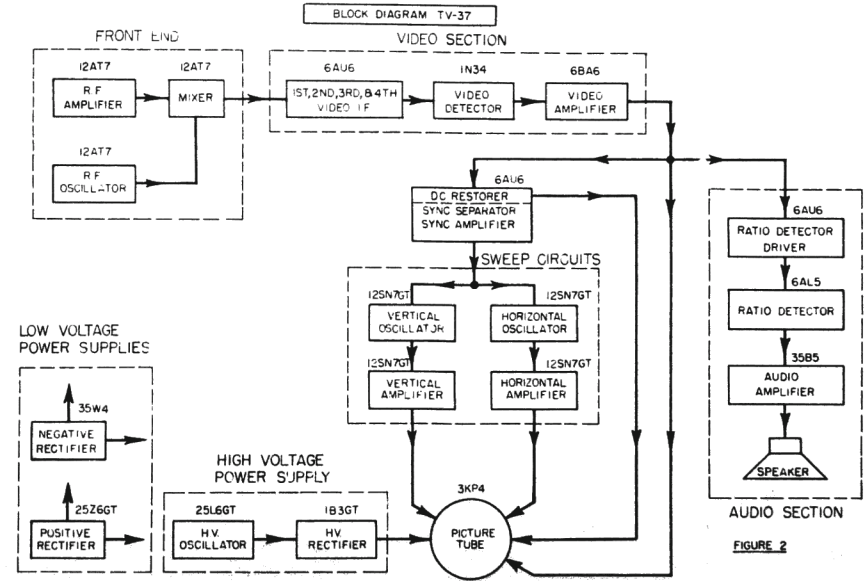 BLOCK DIAGRAM TV-37
FRONT END
VIDEO SECTION
12AT7
R.F.
AMPLIFIER
12AT7
MIXER
12AT7
R.F.
OSCILLATOR
6AU6
1ST, 2ND, 3RD, & 4TH
VIDEO I.F.
1N34
VIDEO
DETECTOR
6BA6
VIDEO
AMPLIFIER
6AU6
DC RESTORER
SYNC SEPARATOR
SYNC AMPLIFIER
SWEEP CIRCUITS
12SN7GT
VERTICAL
OSCILLATOR
12SN7GT
HORIZONTAL
OSCILLATOR
12SN7GT
VERTICAL
AMPLIFIER
12SN7GT
HORIZONTAL
AMPLIFIER
6AU6
RATIO DETECTOR
DRIVER
6AL5
RATIO DETECTOR
35B5
AUDIO
AMPLIFIER
SPEAKER
AUDIO SECTION
LOW VOLTAGE
POWER SUPPLIES
35W4
NEGATIVE
RECTIFIER
25Z6GT
POSITIVE
RECTIFIER
HIGH VOLTAGE
POWER SUPPLY
25L6GT
H.V.
OSCILLATOR
1B3GT
H.V.
RECTIFIER
3KP4
PICTURE
TUBE
FIGURE 2